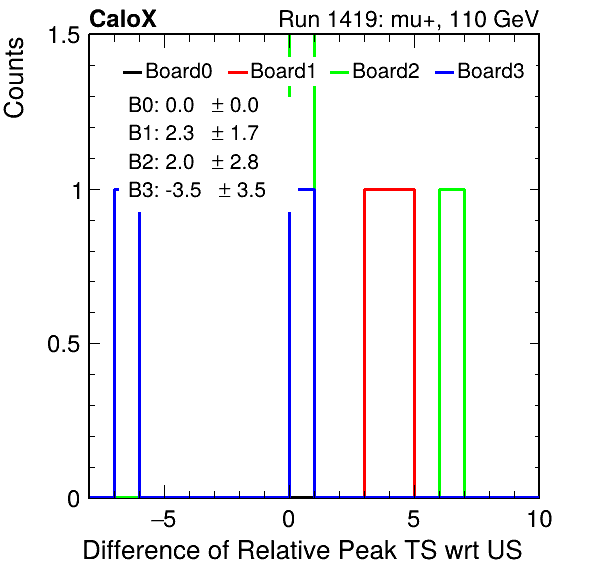 CaloX Run 1419: mu+, 110 GeV
Counts
1.5
Board0 Board1 Board2 Board3
B0: 0.0 ± 0.0
B1: 2.3 ± 1.7
B2: 2.0 ± 2.8
B3: -3.5 ± 3.5
1
0.5
0
−5 0 5 10
Difference of Relative Peak TS wrt US